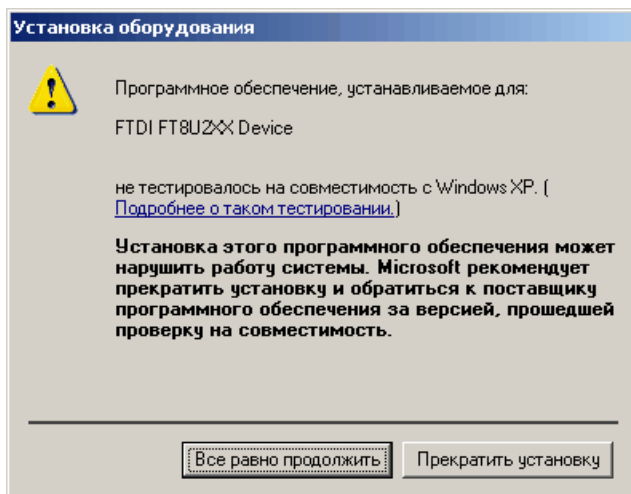 Установка оборудования
Программное обеспечение, устанавливаемое для:
FTDI FT8U2XX Device
не тестировалось на совместимость с Windows XP. (
Подробнее о таком тестировании.)
Установка этого программного обеспечения может
нарушить работу системы. Microsoft рекомендует
прекратить установку и обратиться к поставщику
программного обеспечения за версией, прошедшей
проверку на совместимость.
Все равно продолжить
Прекратить установку